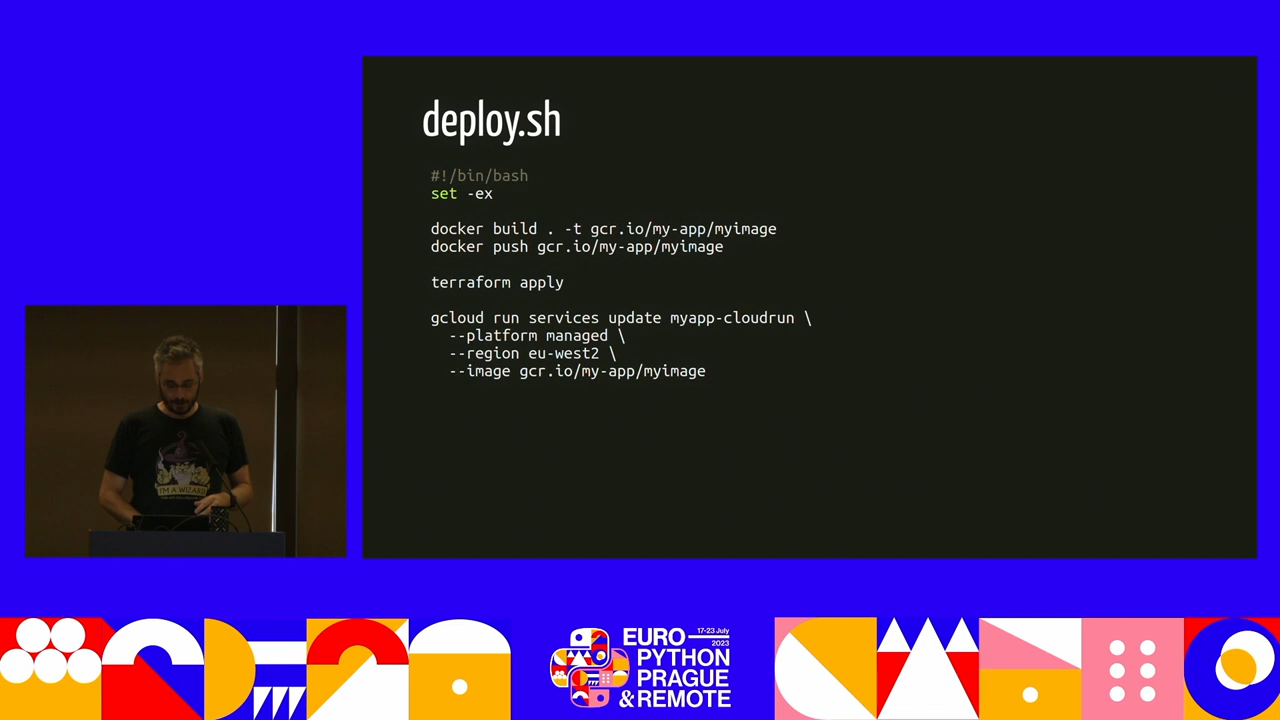 deploy.sh
#!/bin/bash
set -ex
docker build . -t gcr.io/my-app/myimage
docker push gcr.io/my-app/myimage
terraform apply
gcloud run services update myapp-cloudrun \
--platform managed \
--region eu-west2 \
--image gcr.io/my-app/myimage
I'M A WIZARD
17-23 July
2023
EURO
PYTHON
PRAGUE
& REMOTE